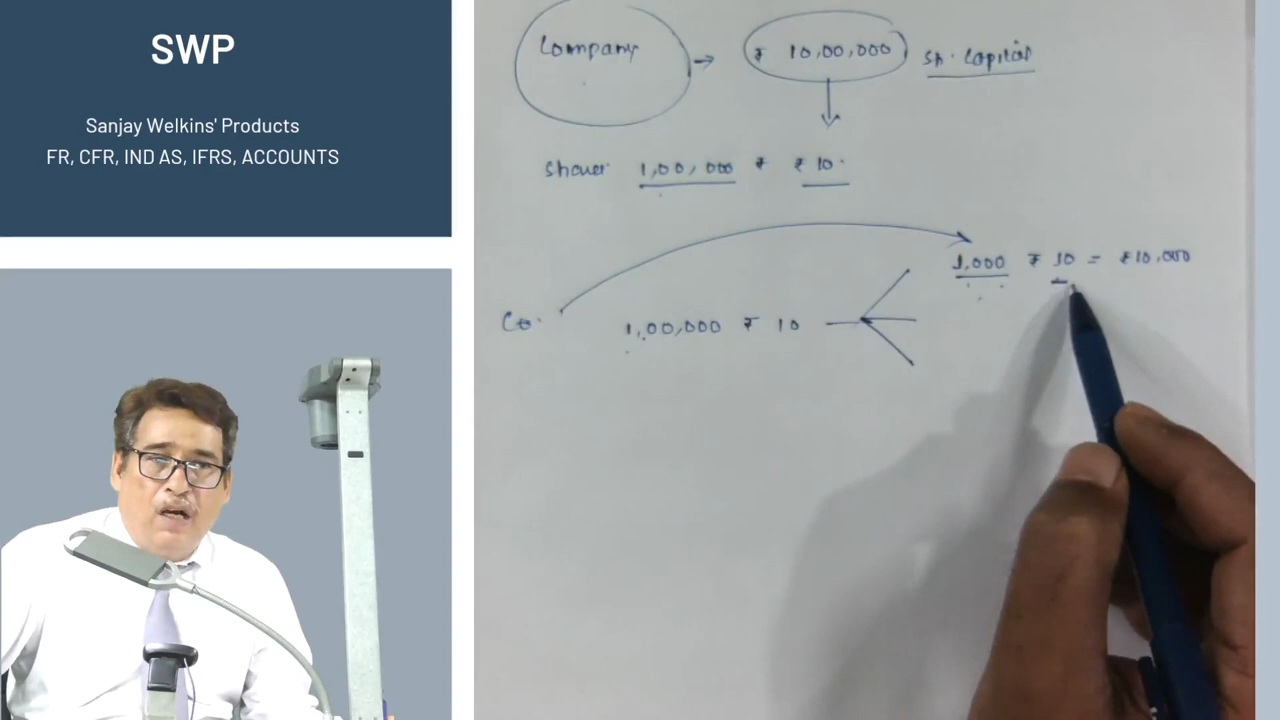 SWP
Sanjay Welkins' Products
FR, CFR, IND AS, IFRS, ACCOUNTS
Company → ₹ 10,00,000 sh. capital
Shares 1,00,000 ₹ ₹ 10
1,000 ₹ 10 = ₹10,000
Co. 1,00,000 ₹ 10